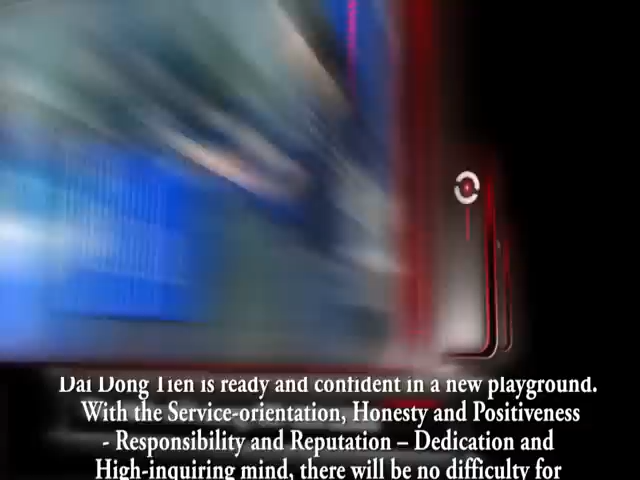 Dai Dong Tien is ready and confident in a new playground.
With the Service-orientation, Honesty and Positiveness
- Responsibility and Reputation – Dedication and
High-inquiring mind, there will be no difficulty for